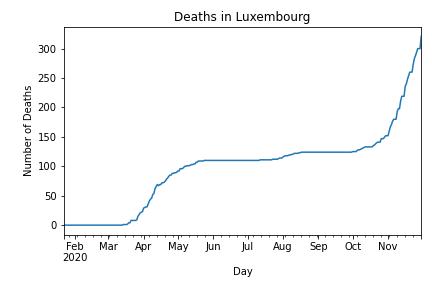 Deaths in Luxembourg
Number of Deaths
300
250
200
150
100
50
0
Feb Mar Apr May Jun Jul Aug Sep Oct Nov
2020
Day